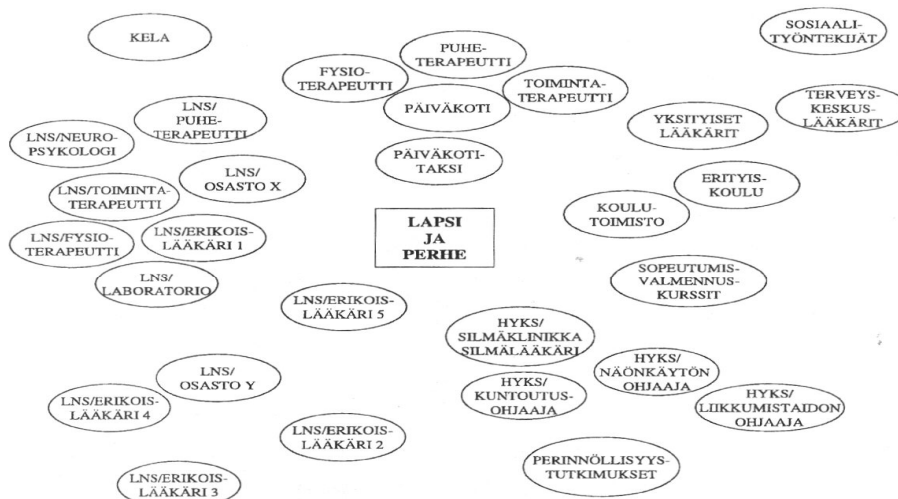 KELA
PUHE-
TERAPEUTTI
SOSIAALI-
TYÖNTEKIJÄT
FYSIO-
TERAPEUTTI
TOIMINTA-
TERAPEUTTI
PÄIVÄKOTI
TERVEYS-
KESKUS-
LÄÄKÄRIT
LNS/
PUHE-
TERAPEUTTI
YKSITYISET
LÄÄKÄRIT
LNS/NEURO-
PSYKOLOGI
PÄIVÄKOTI-
TAKSI
LNS/
OSASTO X
ERITYIS-
KOULU
LNS/TOIMINTA-
TERAPEUTTI
KOULU-
TOIMISTO
LAPSI
JA
PERHE
LNS/FYSIO-
TERAPEUTTI
LNS/ERIKOIS-
LÄÄKÄRI 1
LNS/
LABORATORIO
SOPEUTUMIS-
VALMENNUS-
KURSSIT
LNS/ERIKOIS-
LÄÄKÄRI 5
HYKS/
SILMÄKLINIKKA
SILMÄLÄÄKÄRI
LNS/
OSASTO Y
HYKS/
NÄÖNKÄYTÖN
OHJAAJA
HYKS/
KUNTOUTUS-
OHJAAJA
LNS/ERIKOIS-
LÄÄKÄRI 4
HYKS/
LIIKKUMISTAIDON
OHJAAJA
LNS/ERIKOIS-
LÄÄKÄRI 2
PERINNÖLLISYYS-
TUTKIMUKSET
LNS/ERIKOIS-
LÄÄKÄRI 3